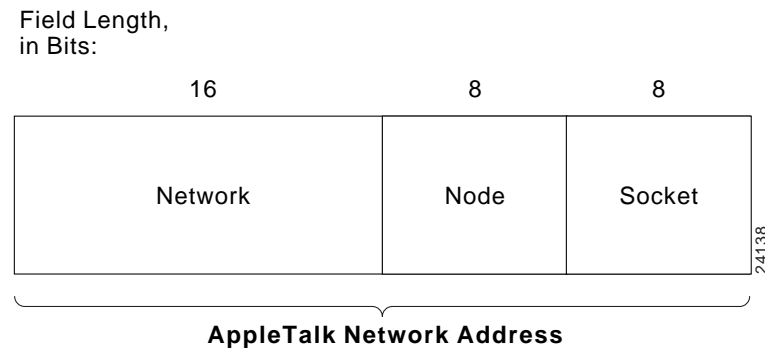 Field Length,
in Bits:
16 8 8
Network Node Socket
24138
AppleTalk Network Address